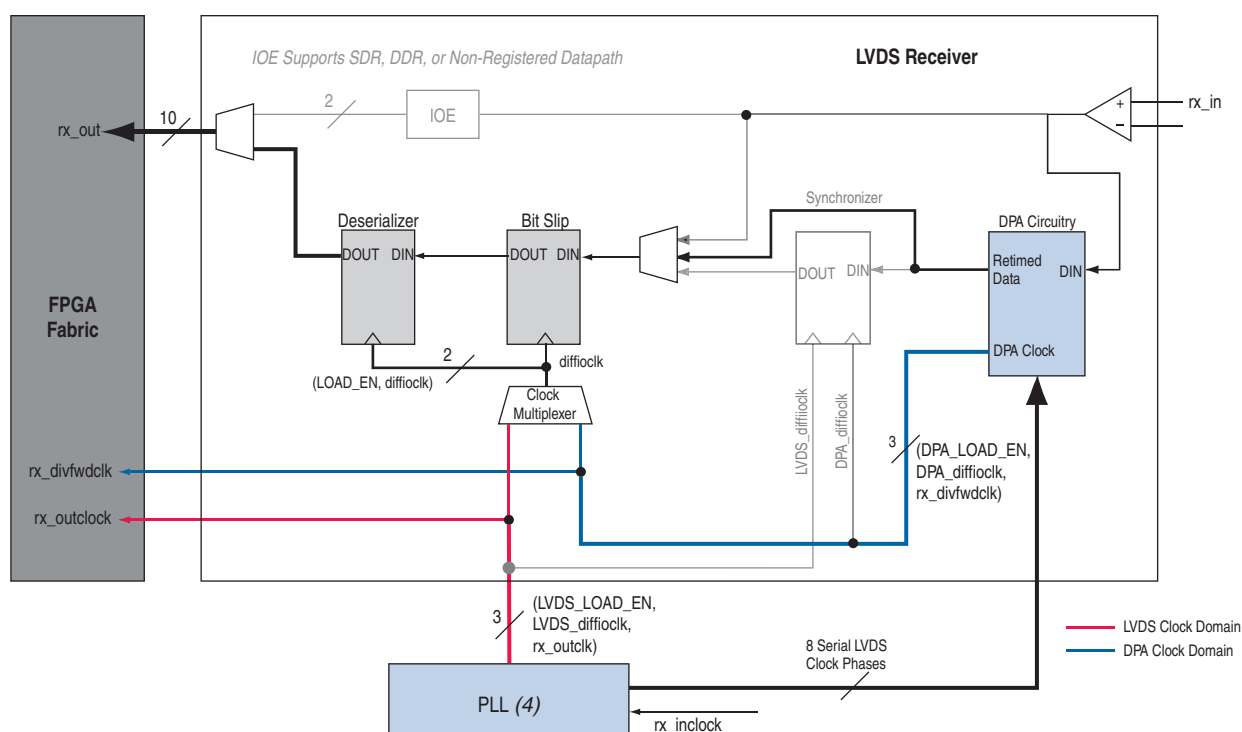 IOE Supports SDR, DDR, or Non-Registered Datapath
LVDS Receiver
2
IOE
+
–
rx_in
rx_out
10
Deserializer
DOUT DIN
Bit Slip
DOUT DIN
Synchronizer
DOUT
DIN
DPA Circuitry
Retimed
Data
DIN
DPA Clock
FPGA
Fabric
2
(LOAD_EN, diffioclk)
diffioclk
Clock
Multiplexer
LVDS_diffiioclk
DPA_diffioclk
3
(DPA_LOAD_EN,
DPA_diffioclk,
rx_divfwdclk)
rx_divfwdclk
rx_outclock
3
(LVDS_LOAD_EN,
LVDS_diffioclk,
rx_outclk)
8 Serial LVDS
Clock Phases
LVDS Clock Domain
DPA Clock Domain
PLL (4)
rx_inclock